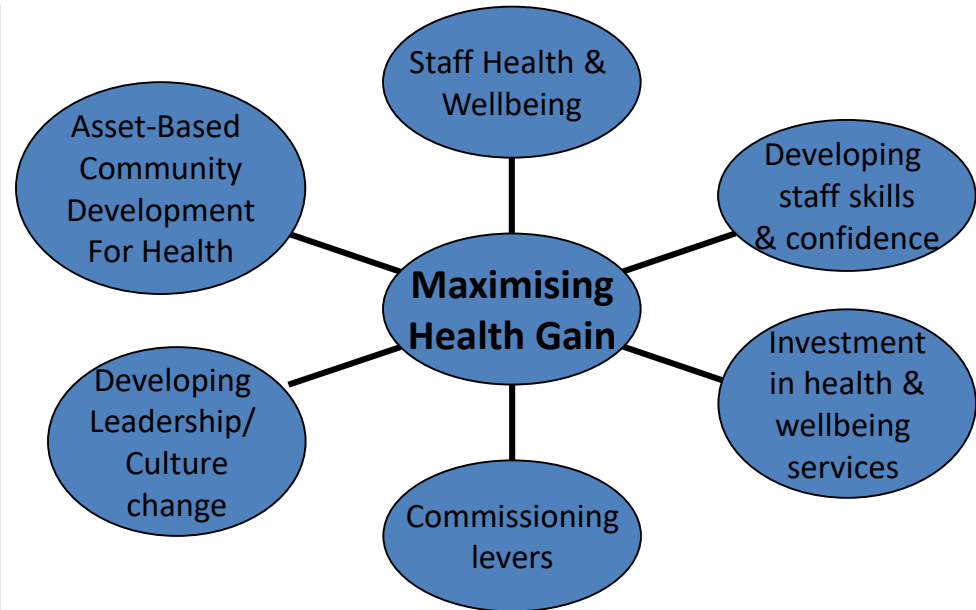 Staff Health &
Wellbeing
Asset-Based
Community
Development
For Health
Developing
staff skills
& confidence
Maximising
Health Gain
Developing
Leadership/
Culture
change
Investment
in health &
wellbeing
services
Commissioning
levers